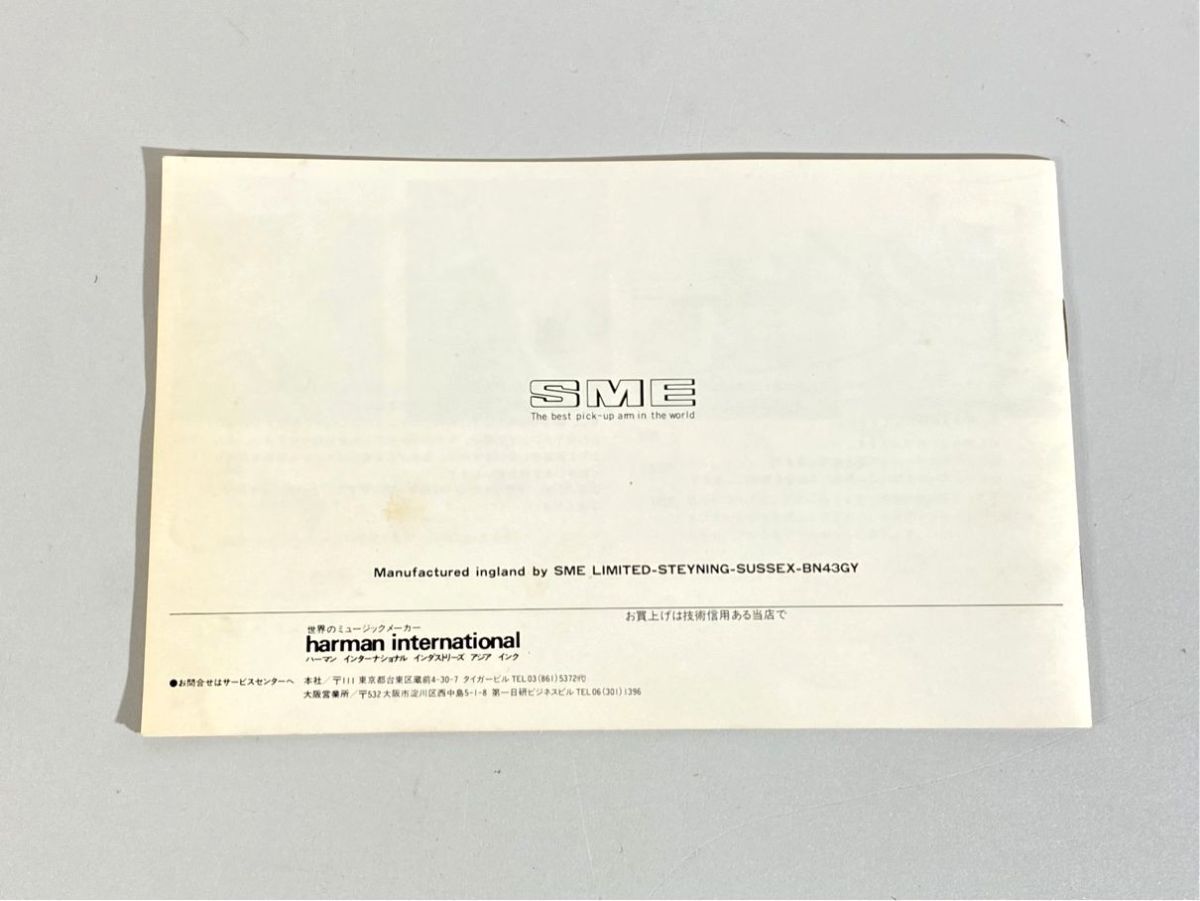 SME
The best pick-up arm in the world
Manufactured ingland by SME LIMITED-STEYNING-SUSSEX-BN43GY
お買上げは技術信用ある当店で
世界のミュージックメーカー
harman international
ハーマン インターナショナル インダストリーズ アジア インク
●お問合せはサービスセンターへ 本社/〒111 東京都台東区蔵前4-30-7 タイガービル TEL 03(861)5372代
大阪営業所/〒532 大阪市淀川区西中島5-1-8 第一日研ビジネスビル TEL 06(301)1396